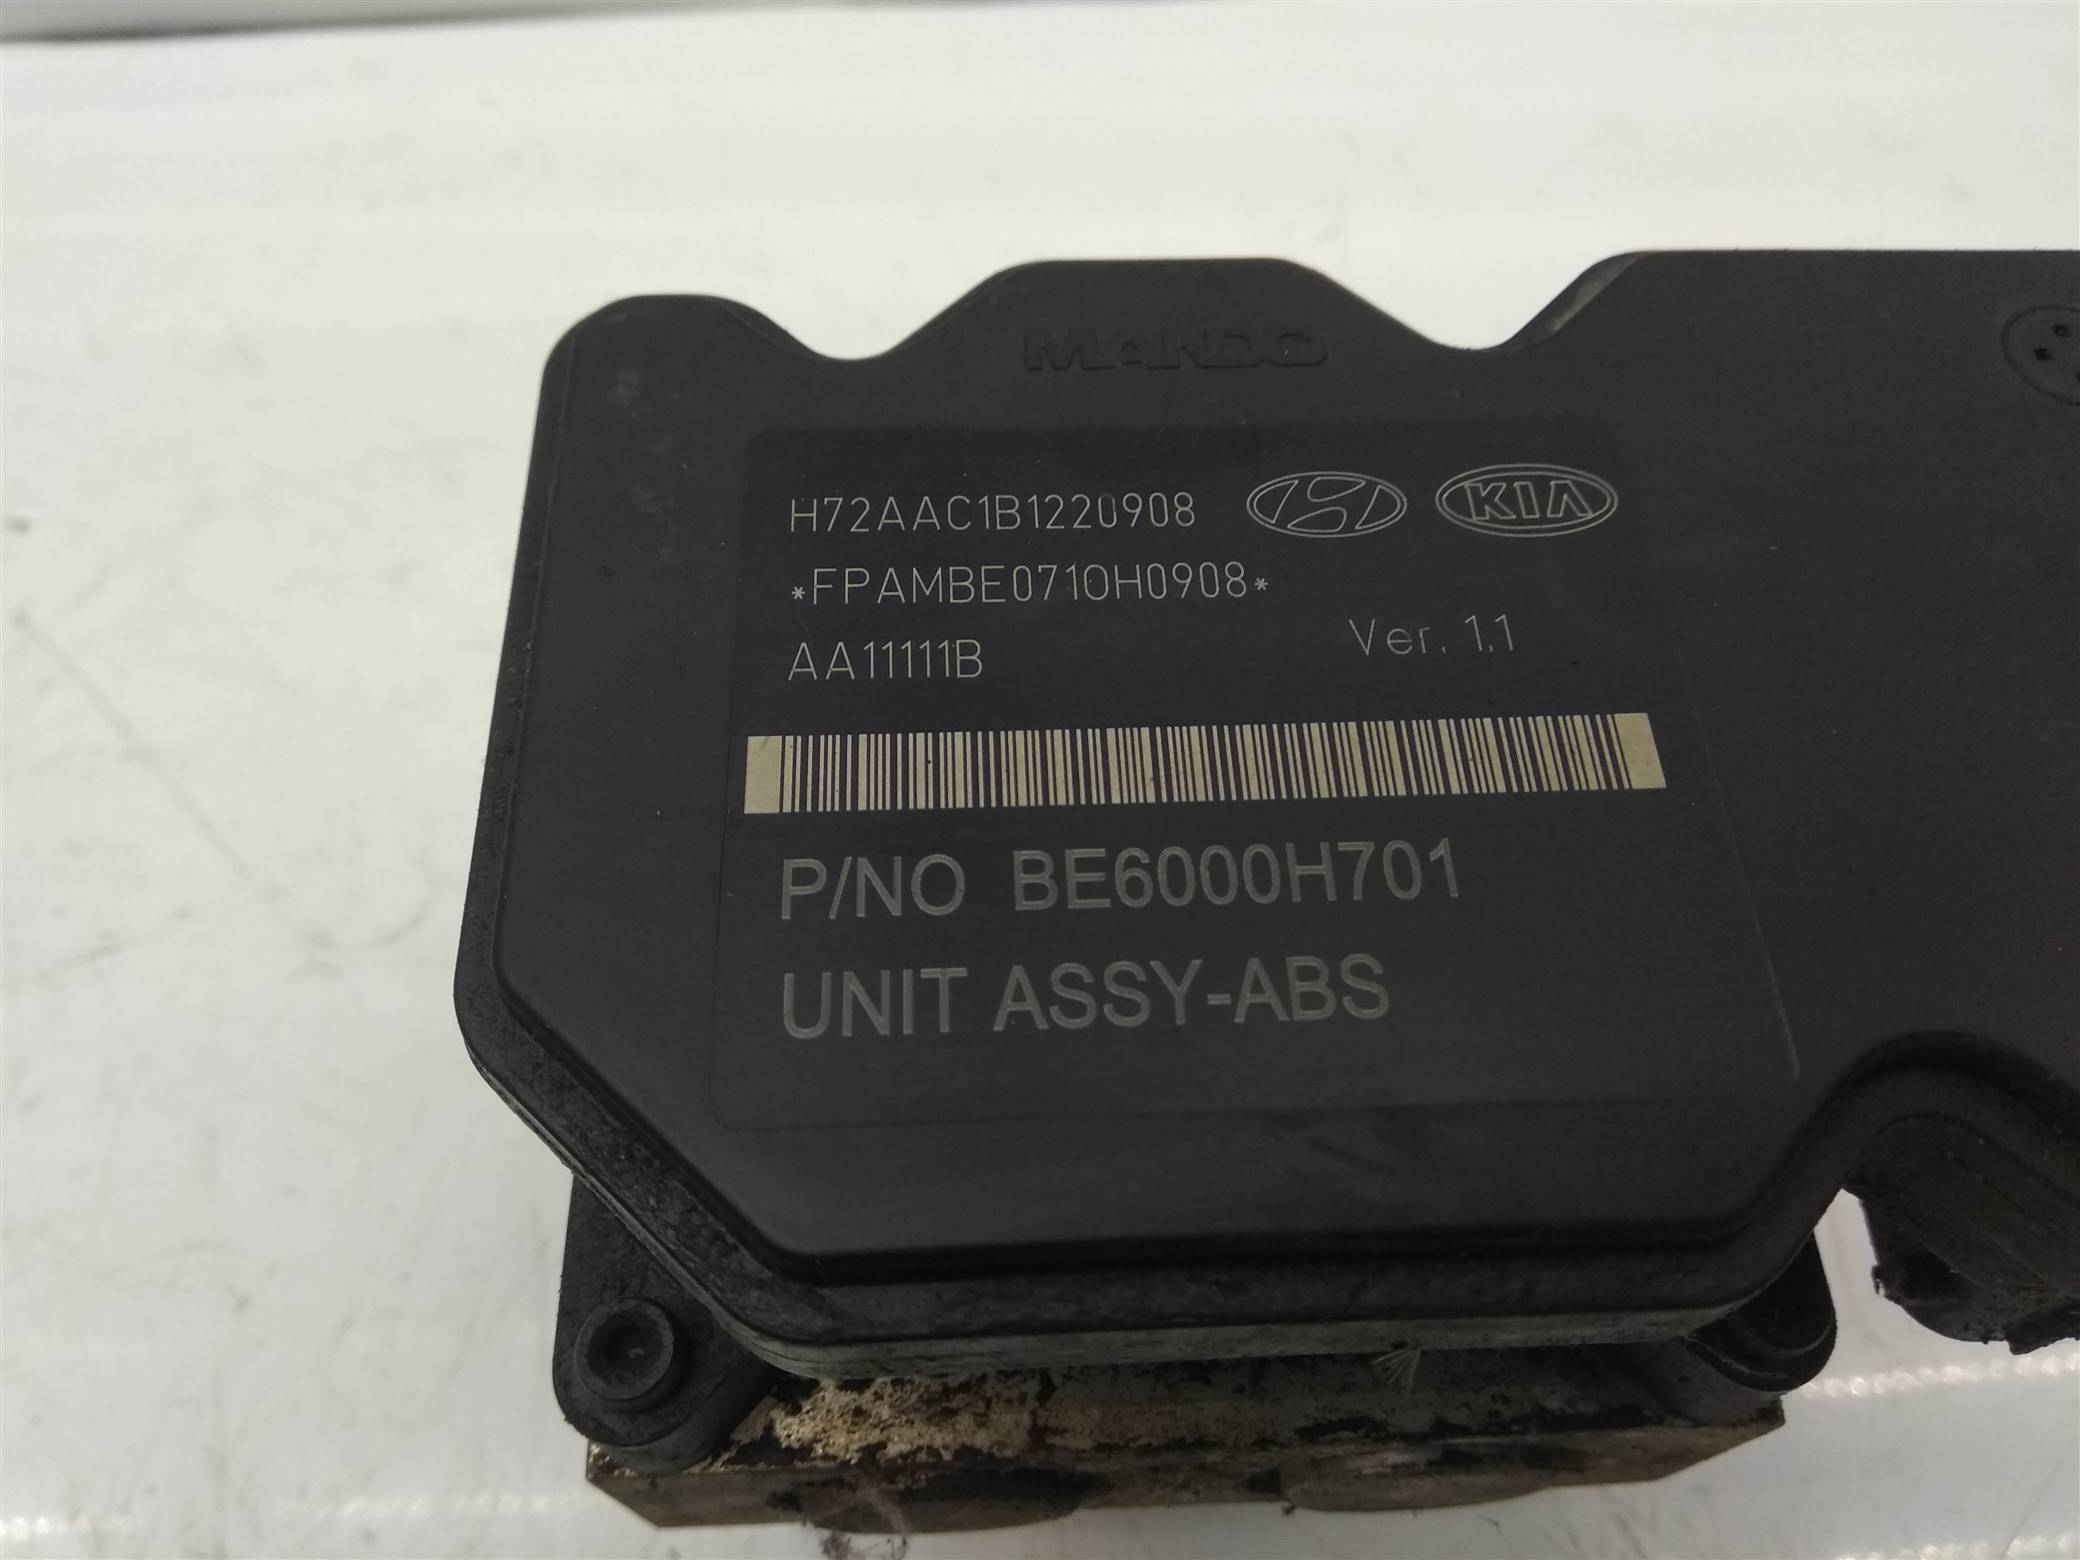 MANDO
H72AAC1B1220908 KIA
*FPAMBE0710H0908*
AA11111B Ver. 1.1
P/NO BE6000H701
UNIT ASSY-ABS